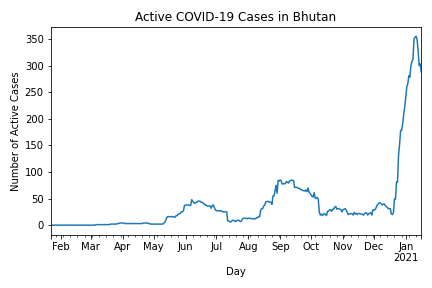 Active COVID-19 Cases in Bhutan
350
300
250
200
150
100
50
0
Number of Active Cases
Feb Mar Apr May Jun Jul Aug Sep Oct Nov Dec Jan
2021
Day